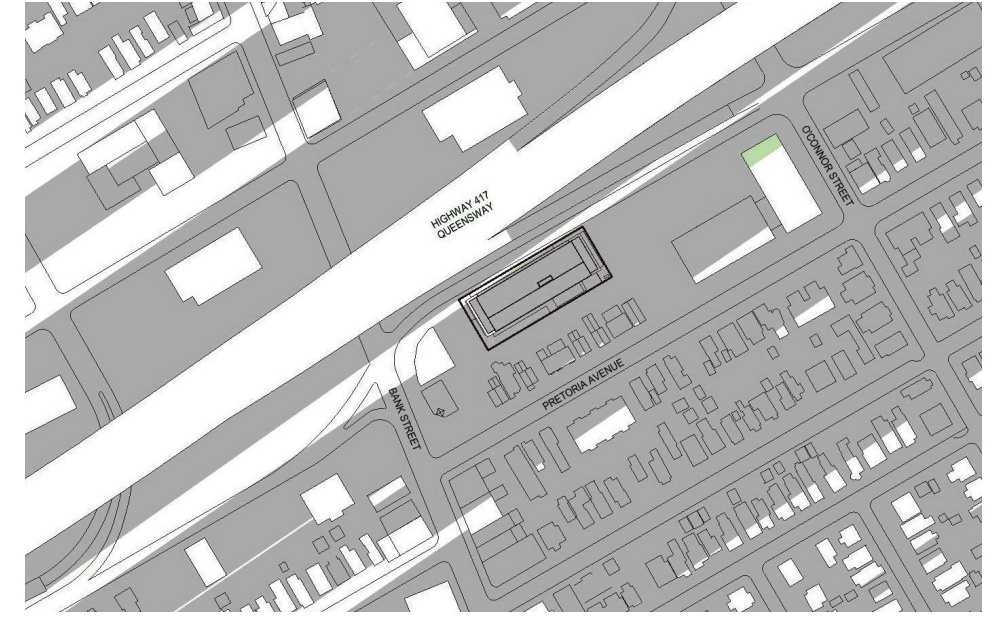 O'CONNOR STREET
HIGHWAY 417
QUEENSWAY
PRETORIA AVENUE
BANK STREET